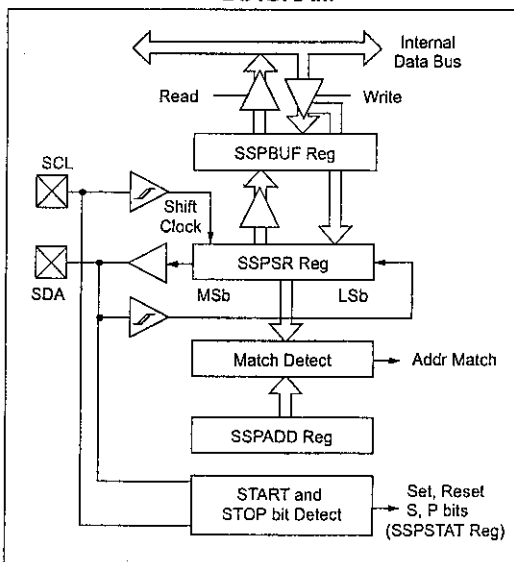 Internal
Data Bus
Read
Write
SSPBUF Reg
SCL
Shift
Clock
SSPSR Reg
SDA
MSb
LSb
Match Detect
Addr Match
SSPADD Reg
START and
STOP bit Detect
Set, Reset
S, P bits
(SSPSTAT Reg)